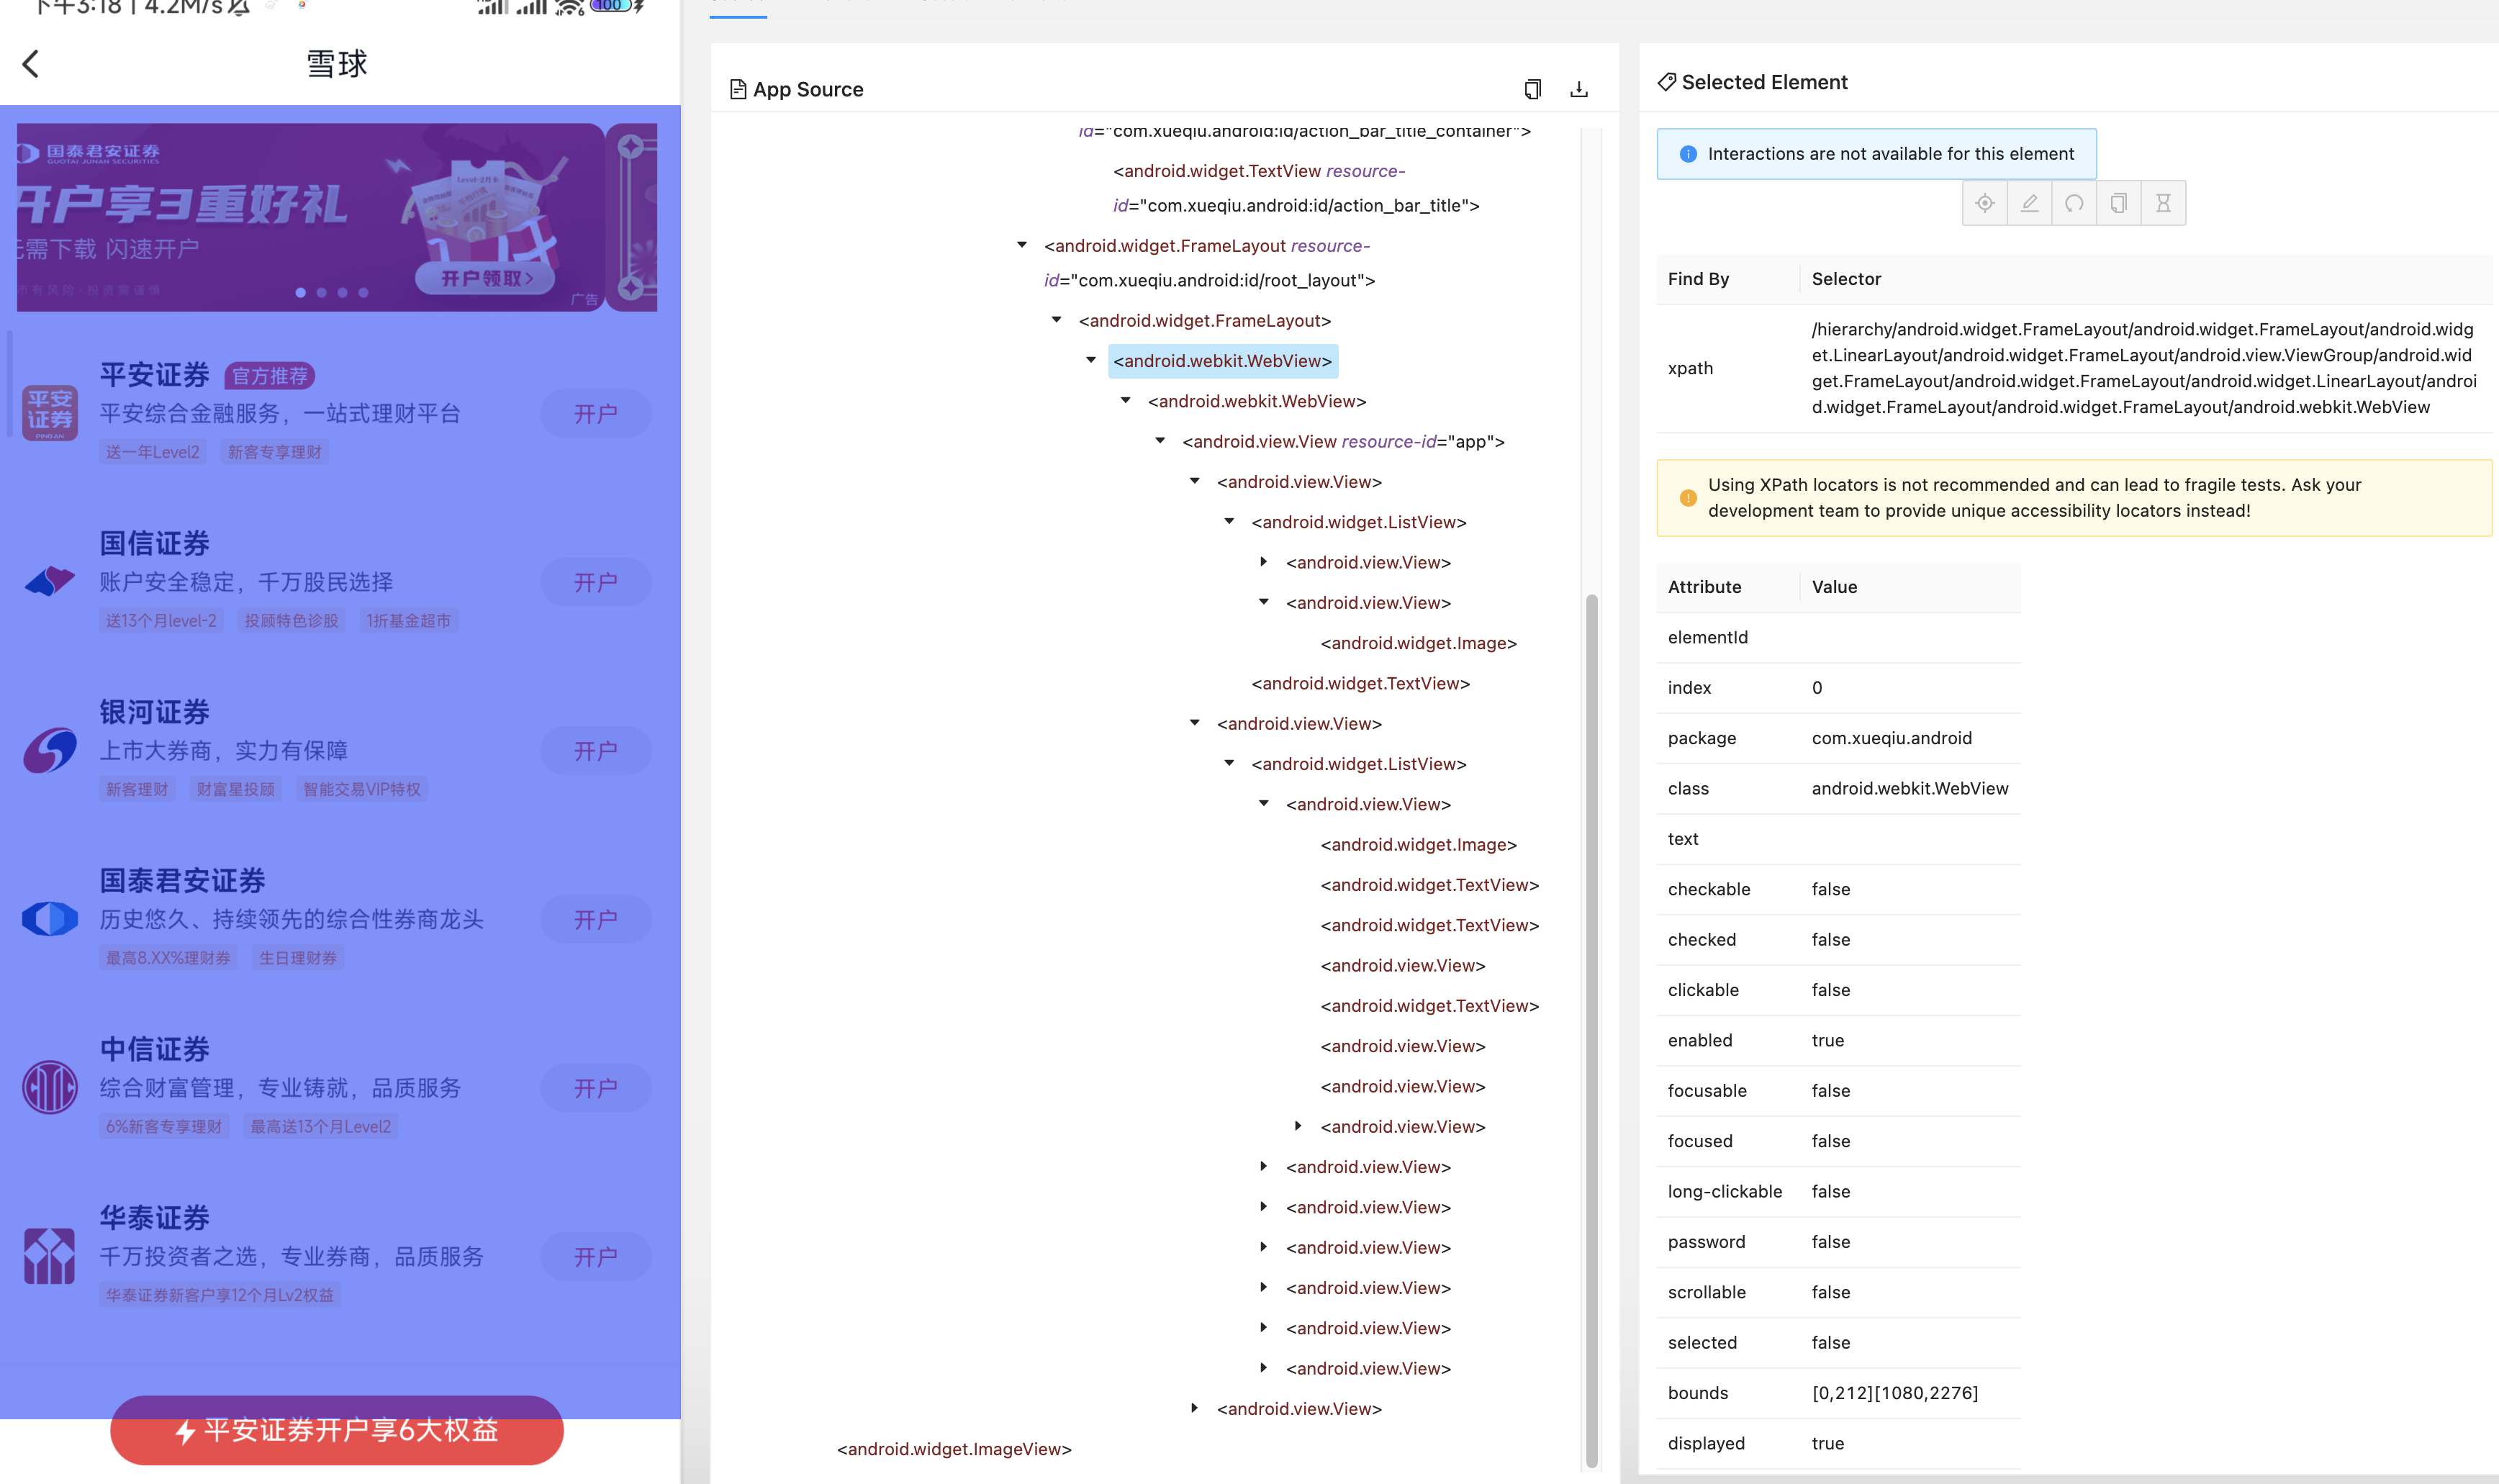 下午3:18 | 4.2M/s
100
雪球
国泰君安证券
GUOTAI JUNAN SECURITIES
开户享3重好礼
无需下载 闪速开户
Level-2月卡
开户领取>
广告
平安证券 官方推荐
平安证券
PINGAN
平安综合金融服务，一站式理财平台
开户
送一年Level2 新客专享理财
国信证券
账户安全稳定，千万股民选择
开户
送13个月level-2 投顾特色诊股 1折基金超市
银河证券
上市大券商，实力有保障
开户
新客理财 财富星投顾 智能交易VIP特权
国泰君安证券
历史悠久、持续领先的综合性券商龙头
开户
最高8.XX%理财券 生日理财券
中信证券
综合财富管理，专业铸就，品质服务
开户
6%新客专享理财 最高送13个月Level2
华泰证券
千万投资者之选，专业券商，品质服务
开户
华泰证券新客户享12个月Lv2权益
平安证券开户享6大权益
App Source
id="com.xueqiu.android:id/action_bar_title_container">
<android.widget.TextView resource-
id="com.xueqiu.android:id/action_bar_title">
<android.widget.FrameLayout resource-
id="com.xueqiu.android:id/root_layout">
<android.widget.FrameLayout>
<android.webkit.WebView>
<android.webkit.WebView>
<android.view.View resource-id="app">
<android.view.View>
<android.widget.ListView>
<android.view.View>
<android.view.View>
<android.widget.Image>
<android.widget.TextView>
<android.view.View>
<android.widget.ListView>
<android.view.View>
<android.widget.Image>
<android.widget.TextView>
<android.widget.TextView>
<android.view.View>
<android.widget.TextView>
<android.view.View>
<android.view.View>
<android.view.View>
<android.view.View>
<android.view.View>
<android.view.View>
<android.view.View>
<android.view.View>
<android.view.View>
<android.view.View>
<android.widget.ImageView>
Selected Element
Interactions are not available for this element
Find By Selector
xpath
/hierarchy/android.widget.FrameLayout/android.widget.FrameLayout/android.widg
et.LinearLayout/android.widget.FrameLayout/android.view.ViewGroup/android.wid
get.FrameLayout/android.widget.FrameLayout/android.widget.LinearLayout/androi
d.widget.FrameLayout/android.widget.FrameLayout/android.webkit.WebView
Using XPath locators is not recommended and can lead to fragile tests. Ask your
development team to provide unique accessibility locators instead!
Attribute Value
elementId
index 0
package com.xueqiu.android
class android.webkit.WebView
text
checkable false
checked false
clickable false
enabled true
focusable false
focused false
long-clickable false
password false
scrollable false
selected false
bounds [0,212][1080,2276]
displayed true